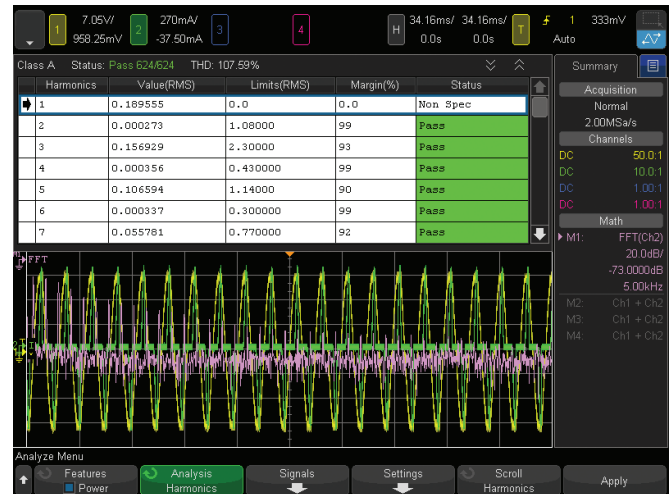 1 7.05V/ 2 270mA/ 3 4 H 34.16ms/ 34.16ms/ T 1 333mV
958.25mV -37.50mA 0.0s 0.0s Auto
Class A Status: Pass 624/624 THD: 107.59%
Harmonics Value(RMS) Limits(RMS) Margin(%) Status
1 0.189555 0.0 0.0 Non Spec
2 0.000273 1.08000 99 Pass
3 0.156929 2.30000 93 Pass
4 0.000356 0.430000 99 Pass
5 0.106594 1.14000 90 Pass
6 0.000337 0.300000 99 Pass
7 0.055781 0.770000 92 Pass
FFT
Summary
Acquisition
Normal
2.00MSa/s
Channels
DC 50.0:1
DC 10.0:1
DC 1.00:1
DC 1.00:1
Math
M1: FFT(Ch2)
20.0dB/
-73.0000dB
5.00kHz
M2: Ch1 + Ch2
M3: Ch1 + Ch2
M4: Ch1 + Ch2
Analyze Menu
Features
Power
Analysis
Harmonics
Signals
Settings
Scroll
Harmonics
Apply